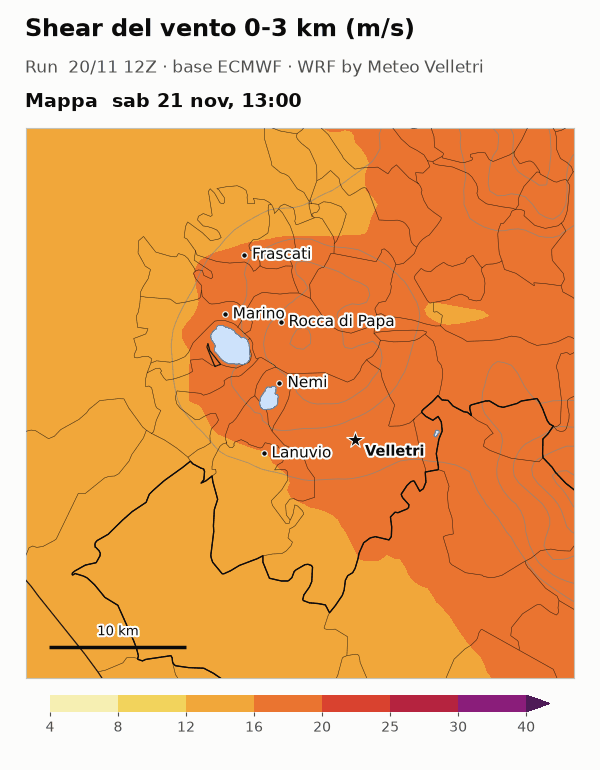 Shear del vento 0-3 km (m/s)
Run  20/11 12Z · base ECMWF · WRF by Meteo Velletri
Mappa  sab 21 nov, 13:00
Frascati
Marino
Rocca di Papa
Nemi
Velletri
Lanuvio
10 km
4 8 12 16 20 25 30 40